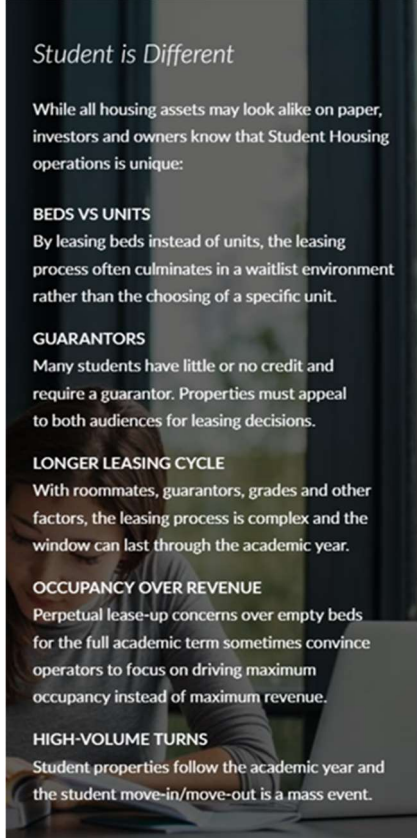 Student is Different
While all housing assets may look alike on paper,
investors and owners know that Student Housing
operations is unique:
BEDS VS UNITS
By leasing beds instead of units, the leasing
process often culminates in a waitlist environment
rather than the choosing of a specific unit.
GUARANTORS
Many students have little or no credit and
require a guarantor. Properties must appeal
to both audiences for leasing decisions.
LONGER LEASING CYCLE
With roommates, guarantors, grades and other
factors, the leasing process is complex and the
window can last through the academic year.
OCCUPANCY OVER REVENUE
Perpetual lease-up concerns over empty beds
for the full academic term sometimes convince
operators to focus on driving maximum
occupancy instead of maximum revenue.
HIGH-VOLUME TURNS
Student properties follow the academic year and
the student move-in/move-out is a mass event.